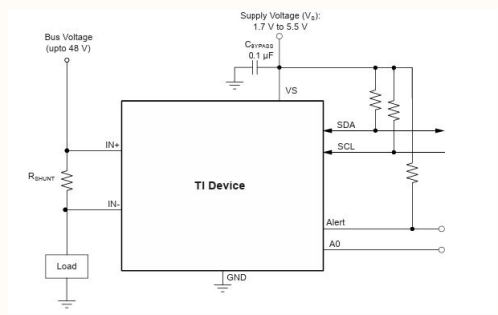 Supply Voltage (VS):
1.7 V to 5.5 V
Bus Voltage
(upto 48 V)
CBYPASS
0.1 µF
VS
SDA
IN+
SCL
RSHUNT
TI Device
IN-
Alert
A0
Load
GND